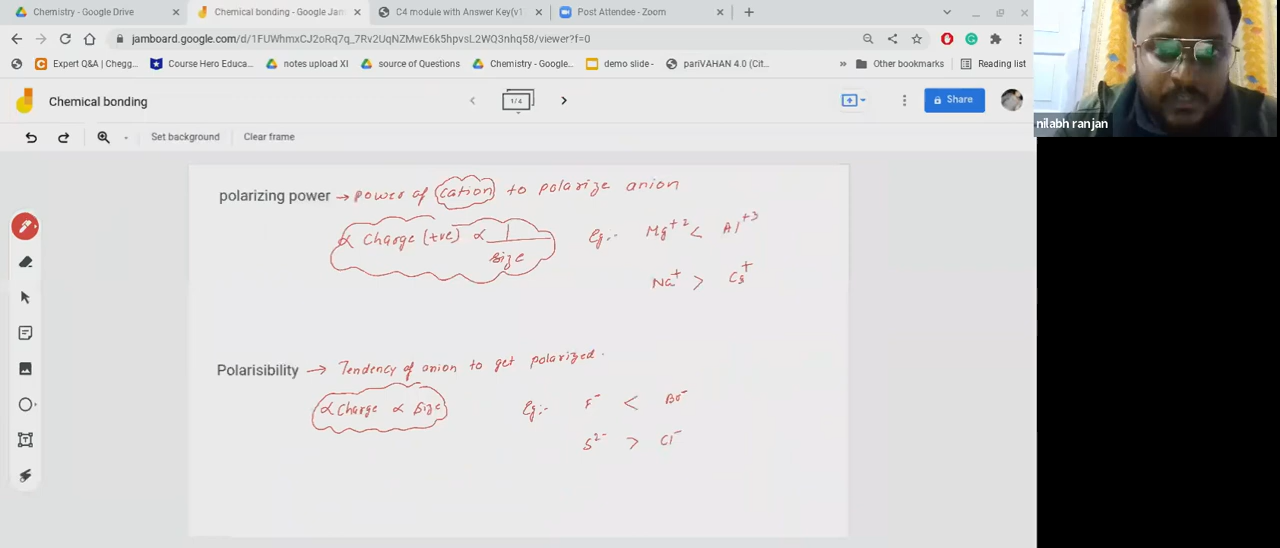 Chemistry - Google Drive
Chemical bonding - Google Jam
C4 module with Answer Key(v1
Post Attendee - Zoom
jamboard.google.com/d/1FUWhmxCJ2oRq7q_7Rv2UqNZMwE6k5hpvsL2WQ3nhq58/viewer?f=0
Expert Q&A | Chegg... Course Hero Educa... notes upload XI source of Questions Chemistry - Google... demo slide - pariVAHAN 4.0 (Cit... » Other bookmarks Reading list
Chemical bonding
1/4
Share
nilabh ranjan
Set background Clear frame
polarizing power → power of cation to polarize anion
∝ Charge (+ve) ∝ 1/size Eg:- Mg+2 < Al+3
Na+ > Cs+
Polarisibility → Tendency of anion to get polarized.
∝ Charge ∝ Size Eg:- F- < Br-
S2- > Cl-